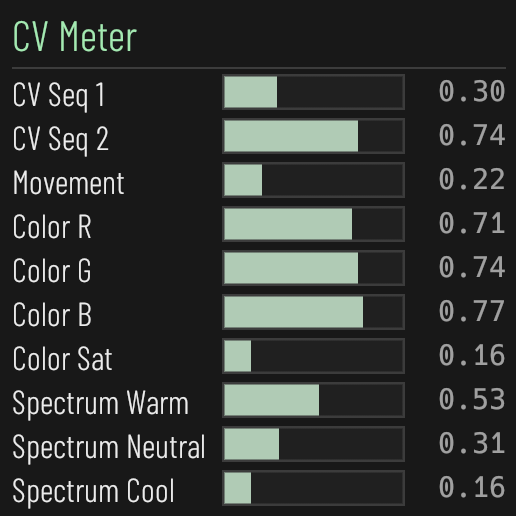 CV Meter
CV Seq 1 0.30
CV Seq 2 0.74
Movement 0.22
Color R 0.71
Color G 0.74
Color B 0.77
Color Sat 0.16
Spectrum Warm 0.53
Spectrum Neutral 0.31
Spectrum Cool 0.16